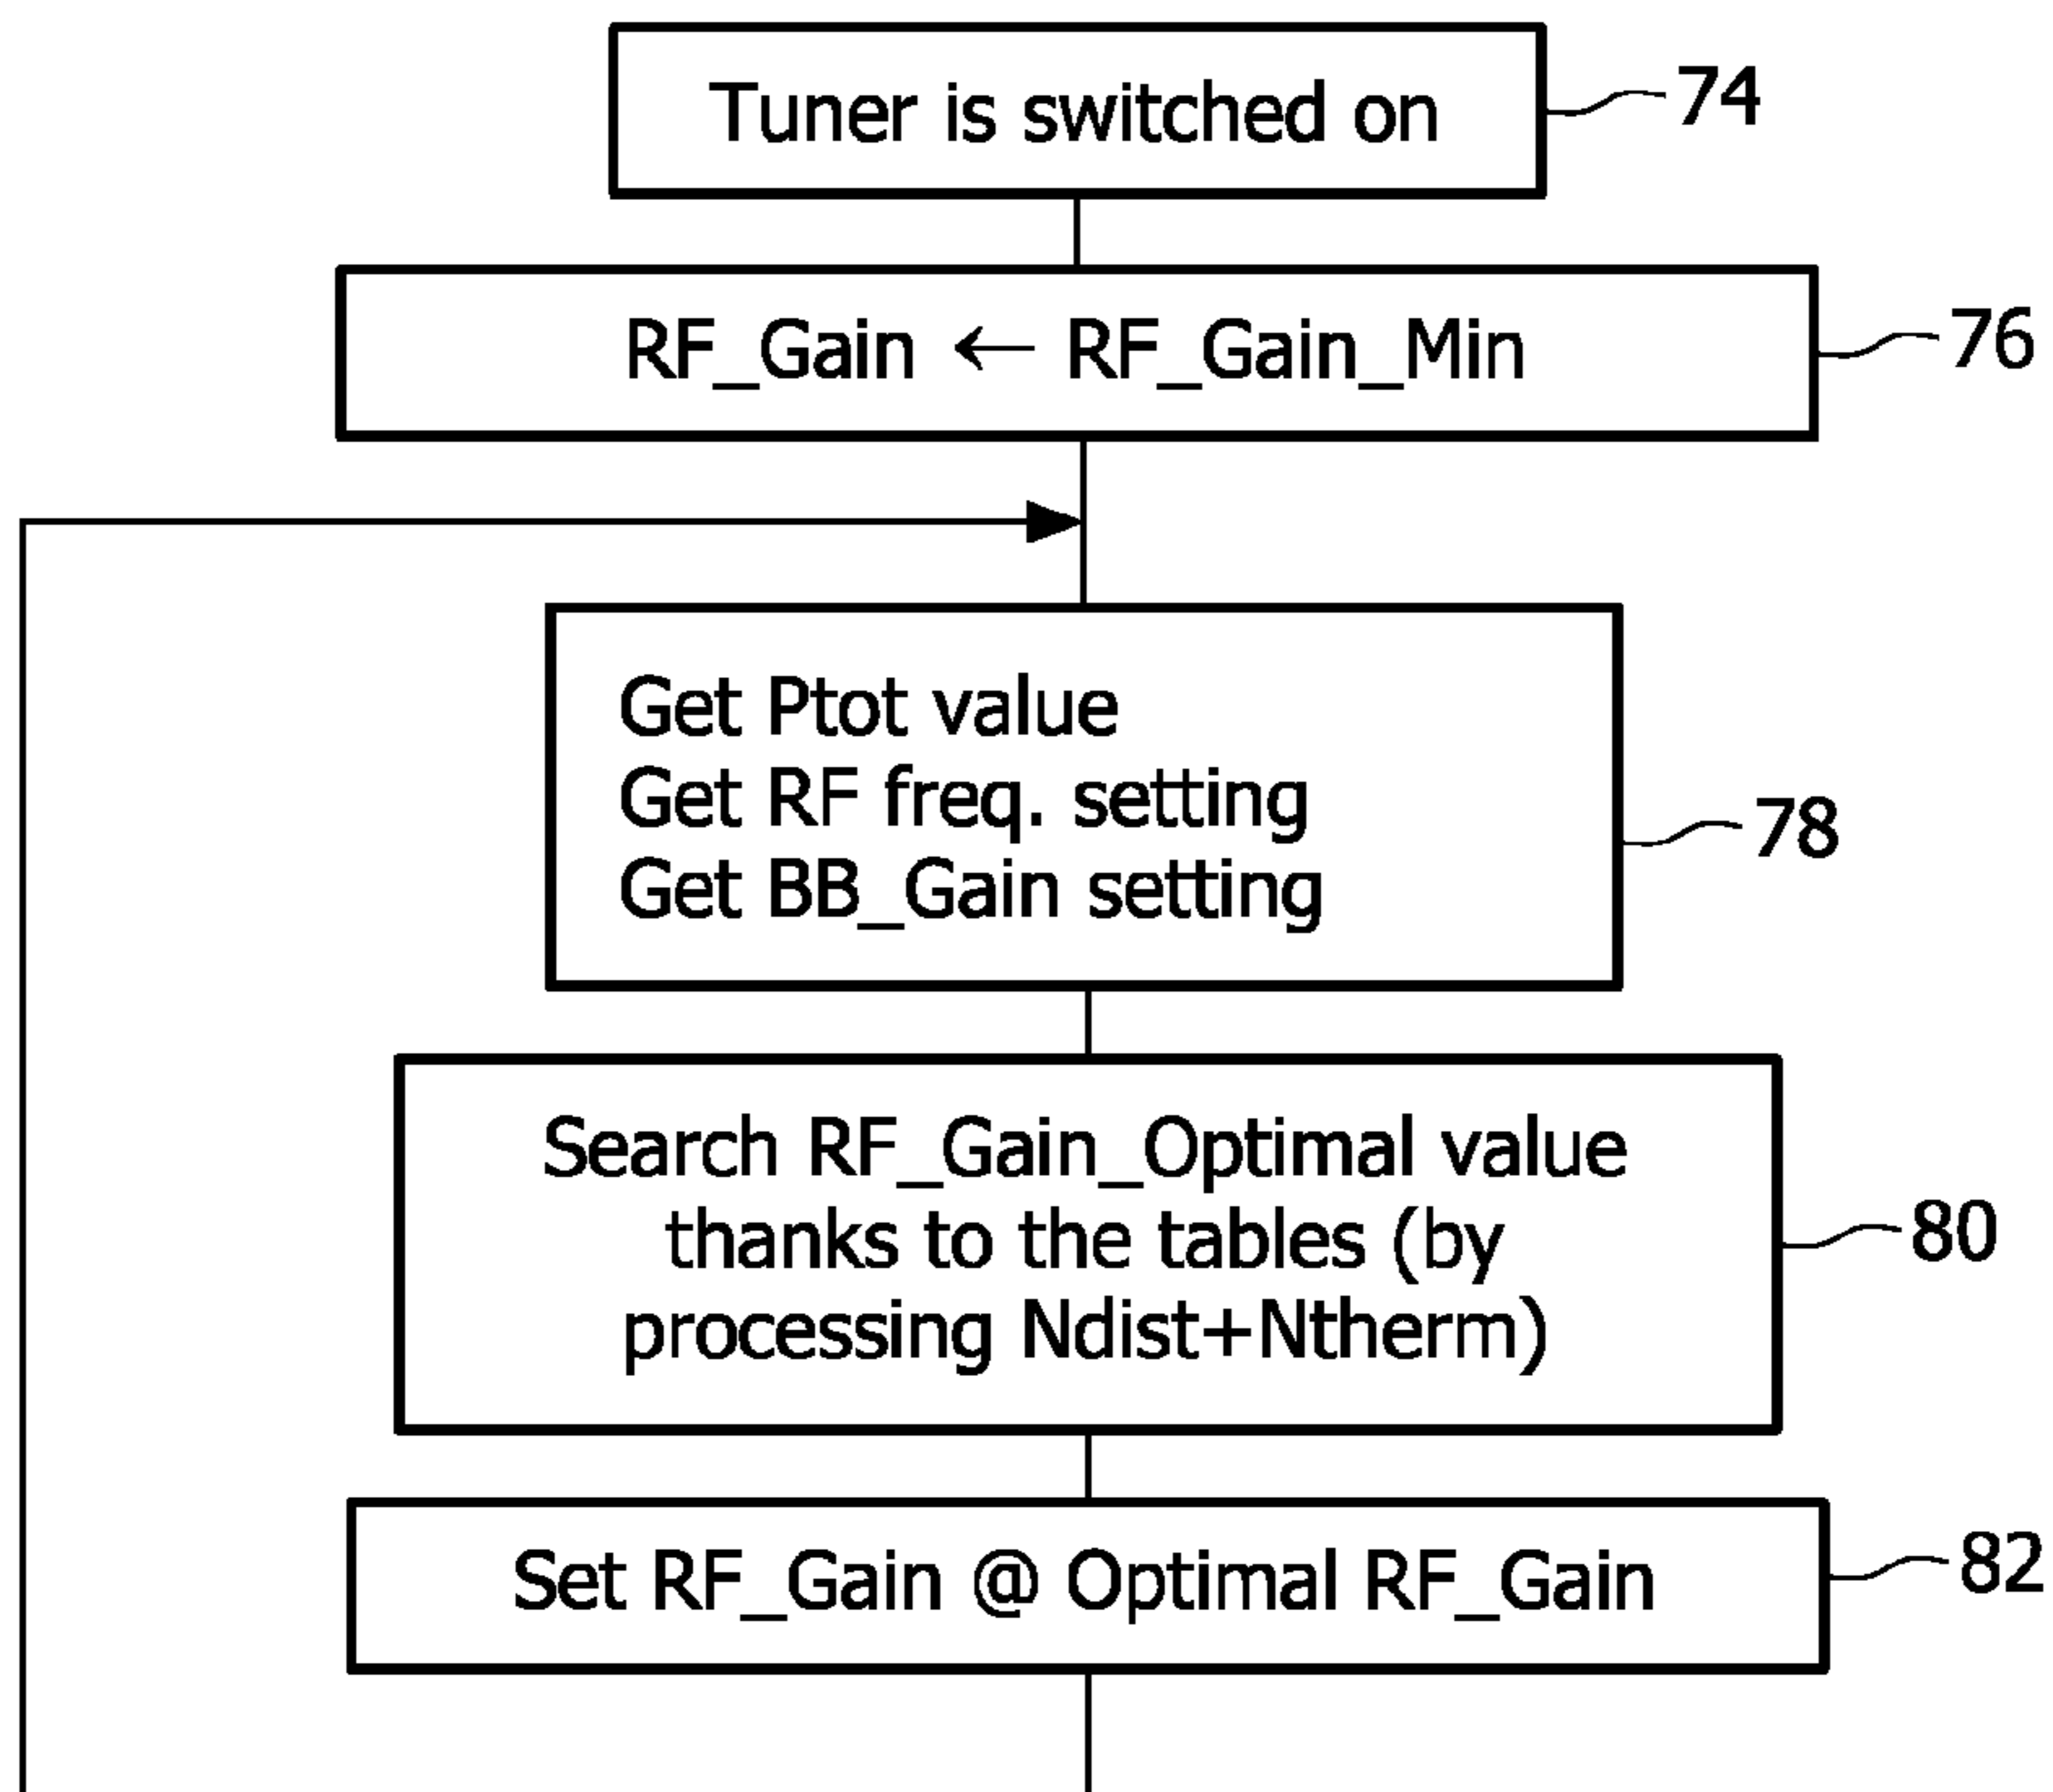 Tuner is switched on
74
RF_Gain ← RF_Gain_Min
76
Get Ptot value
Get RF freq. setting
Get BB_Gain setting
78
Search RF_Gain_Optimal value
thanks to the tables (by
processing Ndist+Ntherm)
80
Set RF_Gain @ Optimal RF_Gain
82